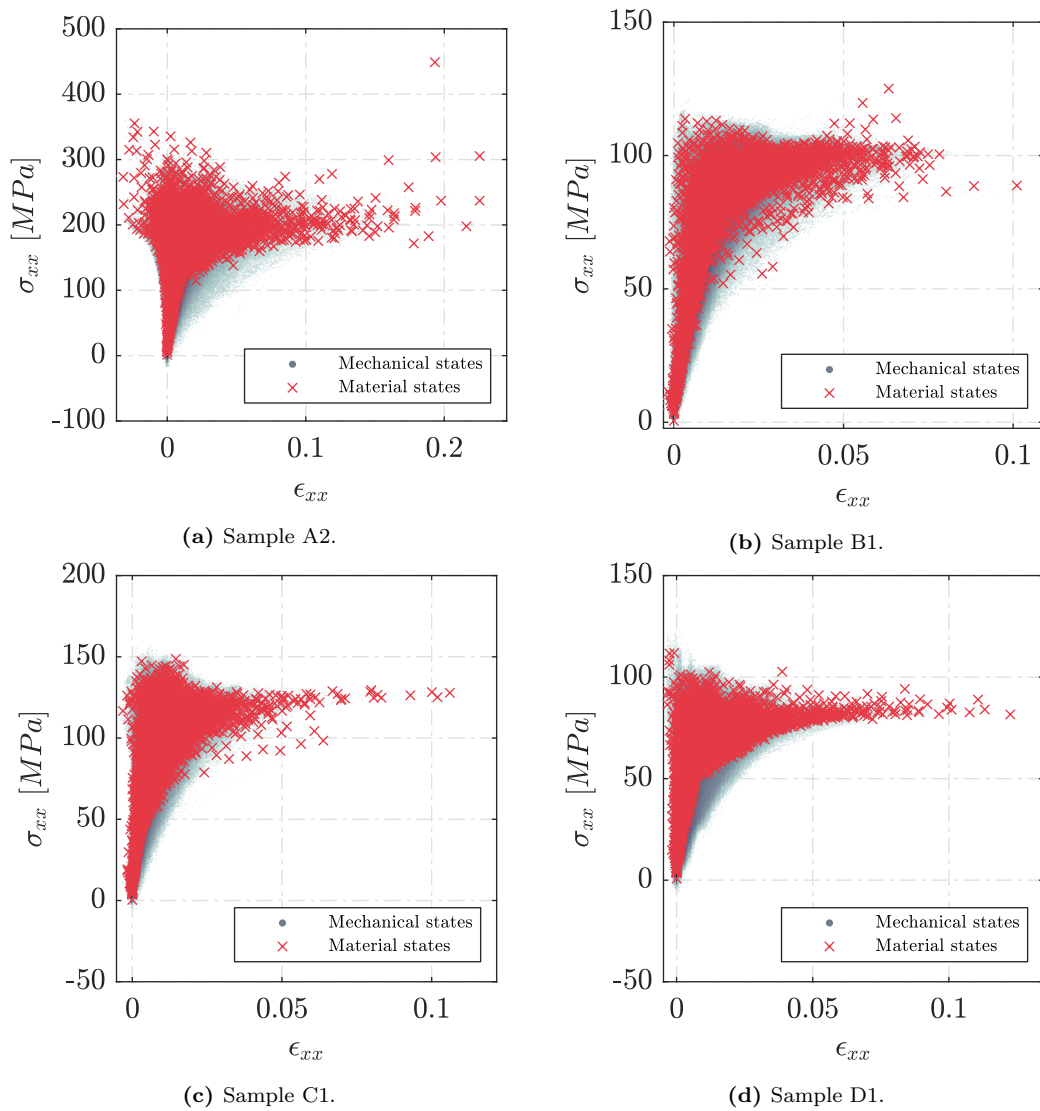 500
400
300
200
100
0
-100
σxx [MPa]
0
0.1
0.2
ϵxx
Mechanical states
Material states
(a) Sample A2.
150
100
50
0
σxx [MPa]
0
0.05
0.1
ϵxx
Mechanical states
Material states
(b) Sample B1.
200
150
100
50
0
-50
σxx [MPa]
0
0.05
0.1
ϵxx
Mechanical states
Material states
(c) Sample C1.
150
100
50
0
-50
σxx [MPa]
0
0.05
0.1
ϵxx
Mechanical states
Material states
(d) Sample D1.